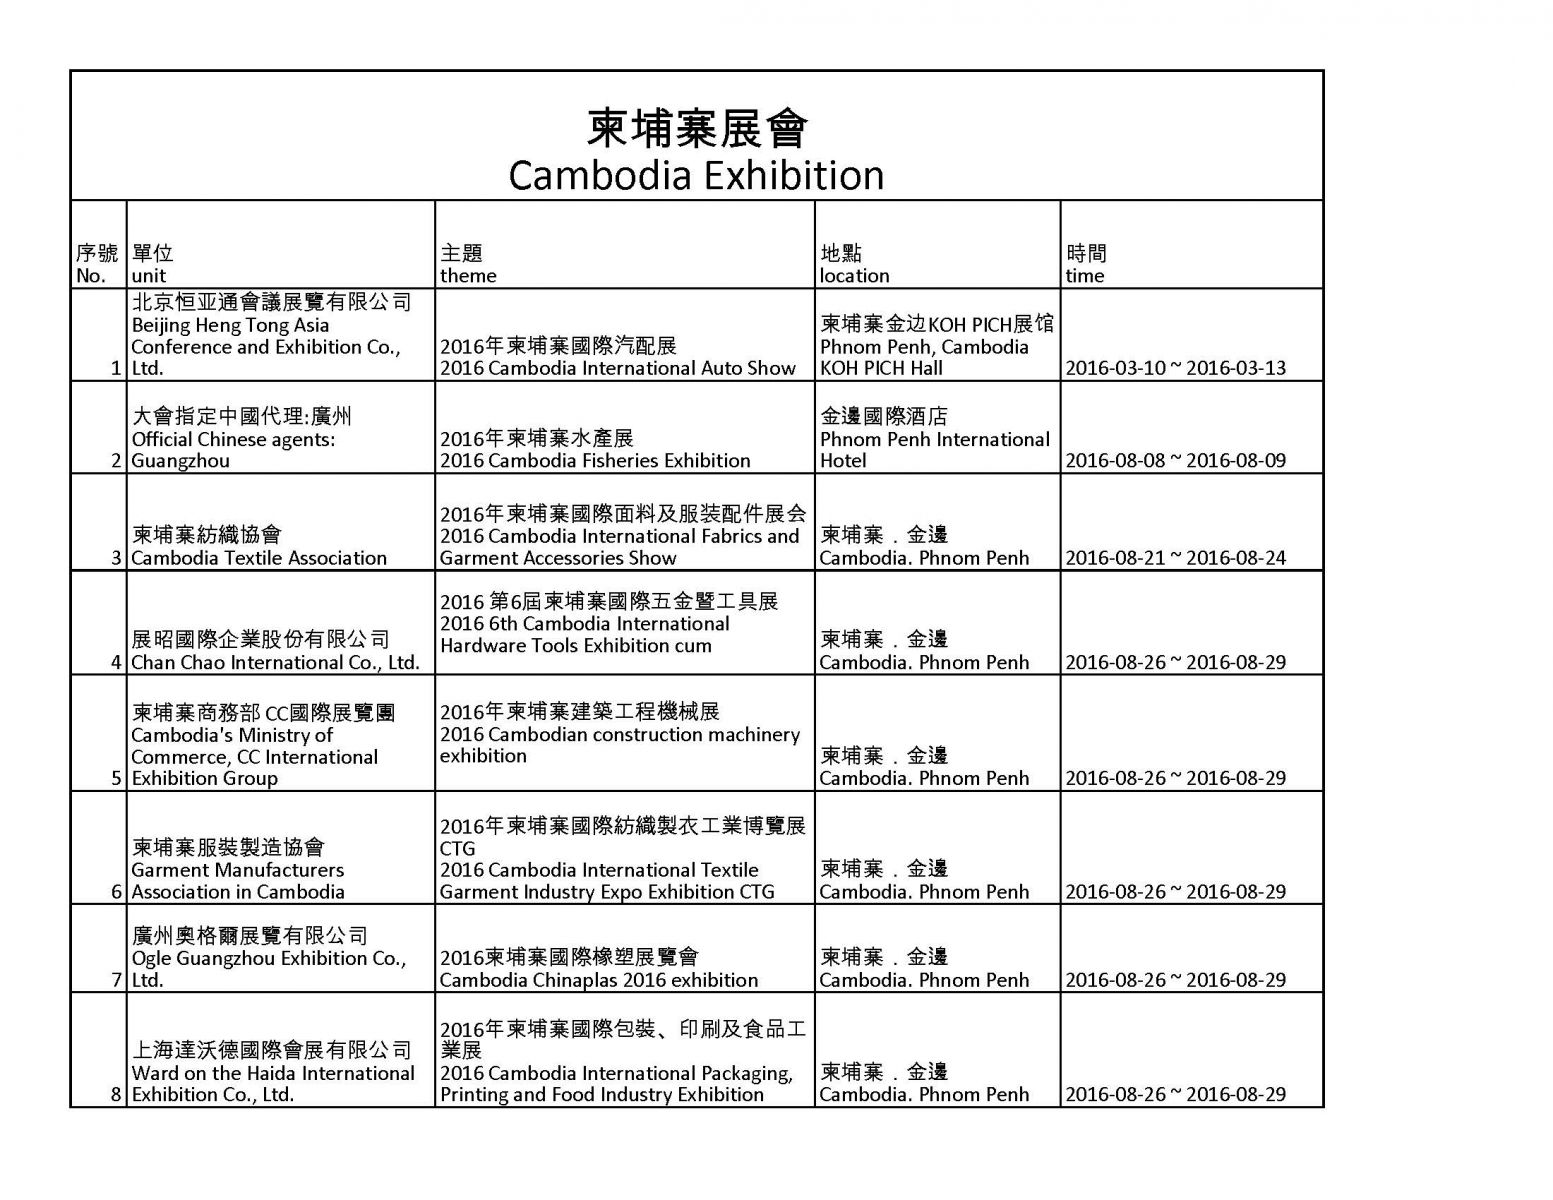 柬埔寨展會
Cambodia Exhibition
序號 單位 主題 地點 時間
No. unit theme location time
北京恒亚通會議展覽有限公司
Beijing Heng Tong Asia
Conference and Exhibition Co.,
1 Ltd.
2016年柬埔寨國際汽配展
2016 Cambodia International Auto Show
柬埔寨金边KOH PICH展馆
Phnom Penh, Cambodia
KOH PICH Hall
2016-03-10 ~ 2016-03-13
大會指定中國代理:廣州
Official Chinese agents:
2 Guangzhou
2016年柬埔寨水產展
2016 Cambodia Fisheries Exhibition
金邊國際酒店
Phnom Penh International
Hotel
2016-08-08 ~ 2016-08-09
柬埔寨紡織協會
3 Cambodia Textile Association
2016年柬埔寨國際面料及服装配件展会
2016 Cambodia International Fabrics and
Garment Accessories Show
柬埔寨．金邊
Cambodia. Phnom Penh
2016-08-21 ~ 2016-08-24
展昭國際企業股份有限公司
4 Chan Chao International Co., Ltd.
2016 第6屆柬埔寨國際五金暨工具展
2016 6th Cambodia International
Hardware Tools Exhibition cum
柬埔寨．金邊
Cambodia. Phnom Penh
2016-08-26 ~ 2016-08-29
柬埔寨商務部 CC國際展覽團
Cambodia's Ministry of
Commerce, CC International
5 Exhibition Group
2016年柬埔寨建築工程機械展
2016 Cambodian construction machinery
exhibition
柬埔寨．金邊
Cambodia. Phnom Penh
2016-08-26 ~ 2016-08-29
柬埔寨服裝製造協會
Garment Manufacturers
6 Association in Cambodia
2016年柬埔寨國際紡織製衣工業博覽展
CTG
2016 Cambodia International Textile
Garment Industry Expo Exhibition CTG
柬埔寨．金邊
Cambodia. Phnom Penh
2016-08-26 ~ 2016-08-29
廣州奧格爾展覽有限公司
Ogle Guangzhou Exhibition Co.,
7 Ltd.
2016柬埔寨國際橡塑展覽會
Cambodia Chinaplas 2016 exhibition
柬埔寨．金邊
Cambodia. Phnom Penh
2016-08-26 ~ 2016-08-29
上海達沃德國際會展有限公司
Ward on the Haida International
8 Exhibition Co., Ltd.
2016年柬埔寨國際包裝、印刷及食品工
業展
2016 Cambodia International Packaging,
Printing and Food Industry Exhibition
柬埔寨．金邊
Cambodia. Phnom Penh
2016-08-26 ~ 2016-08-29